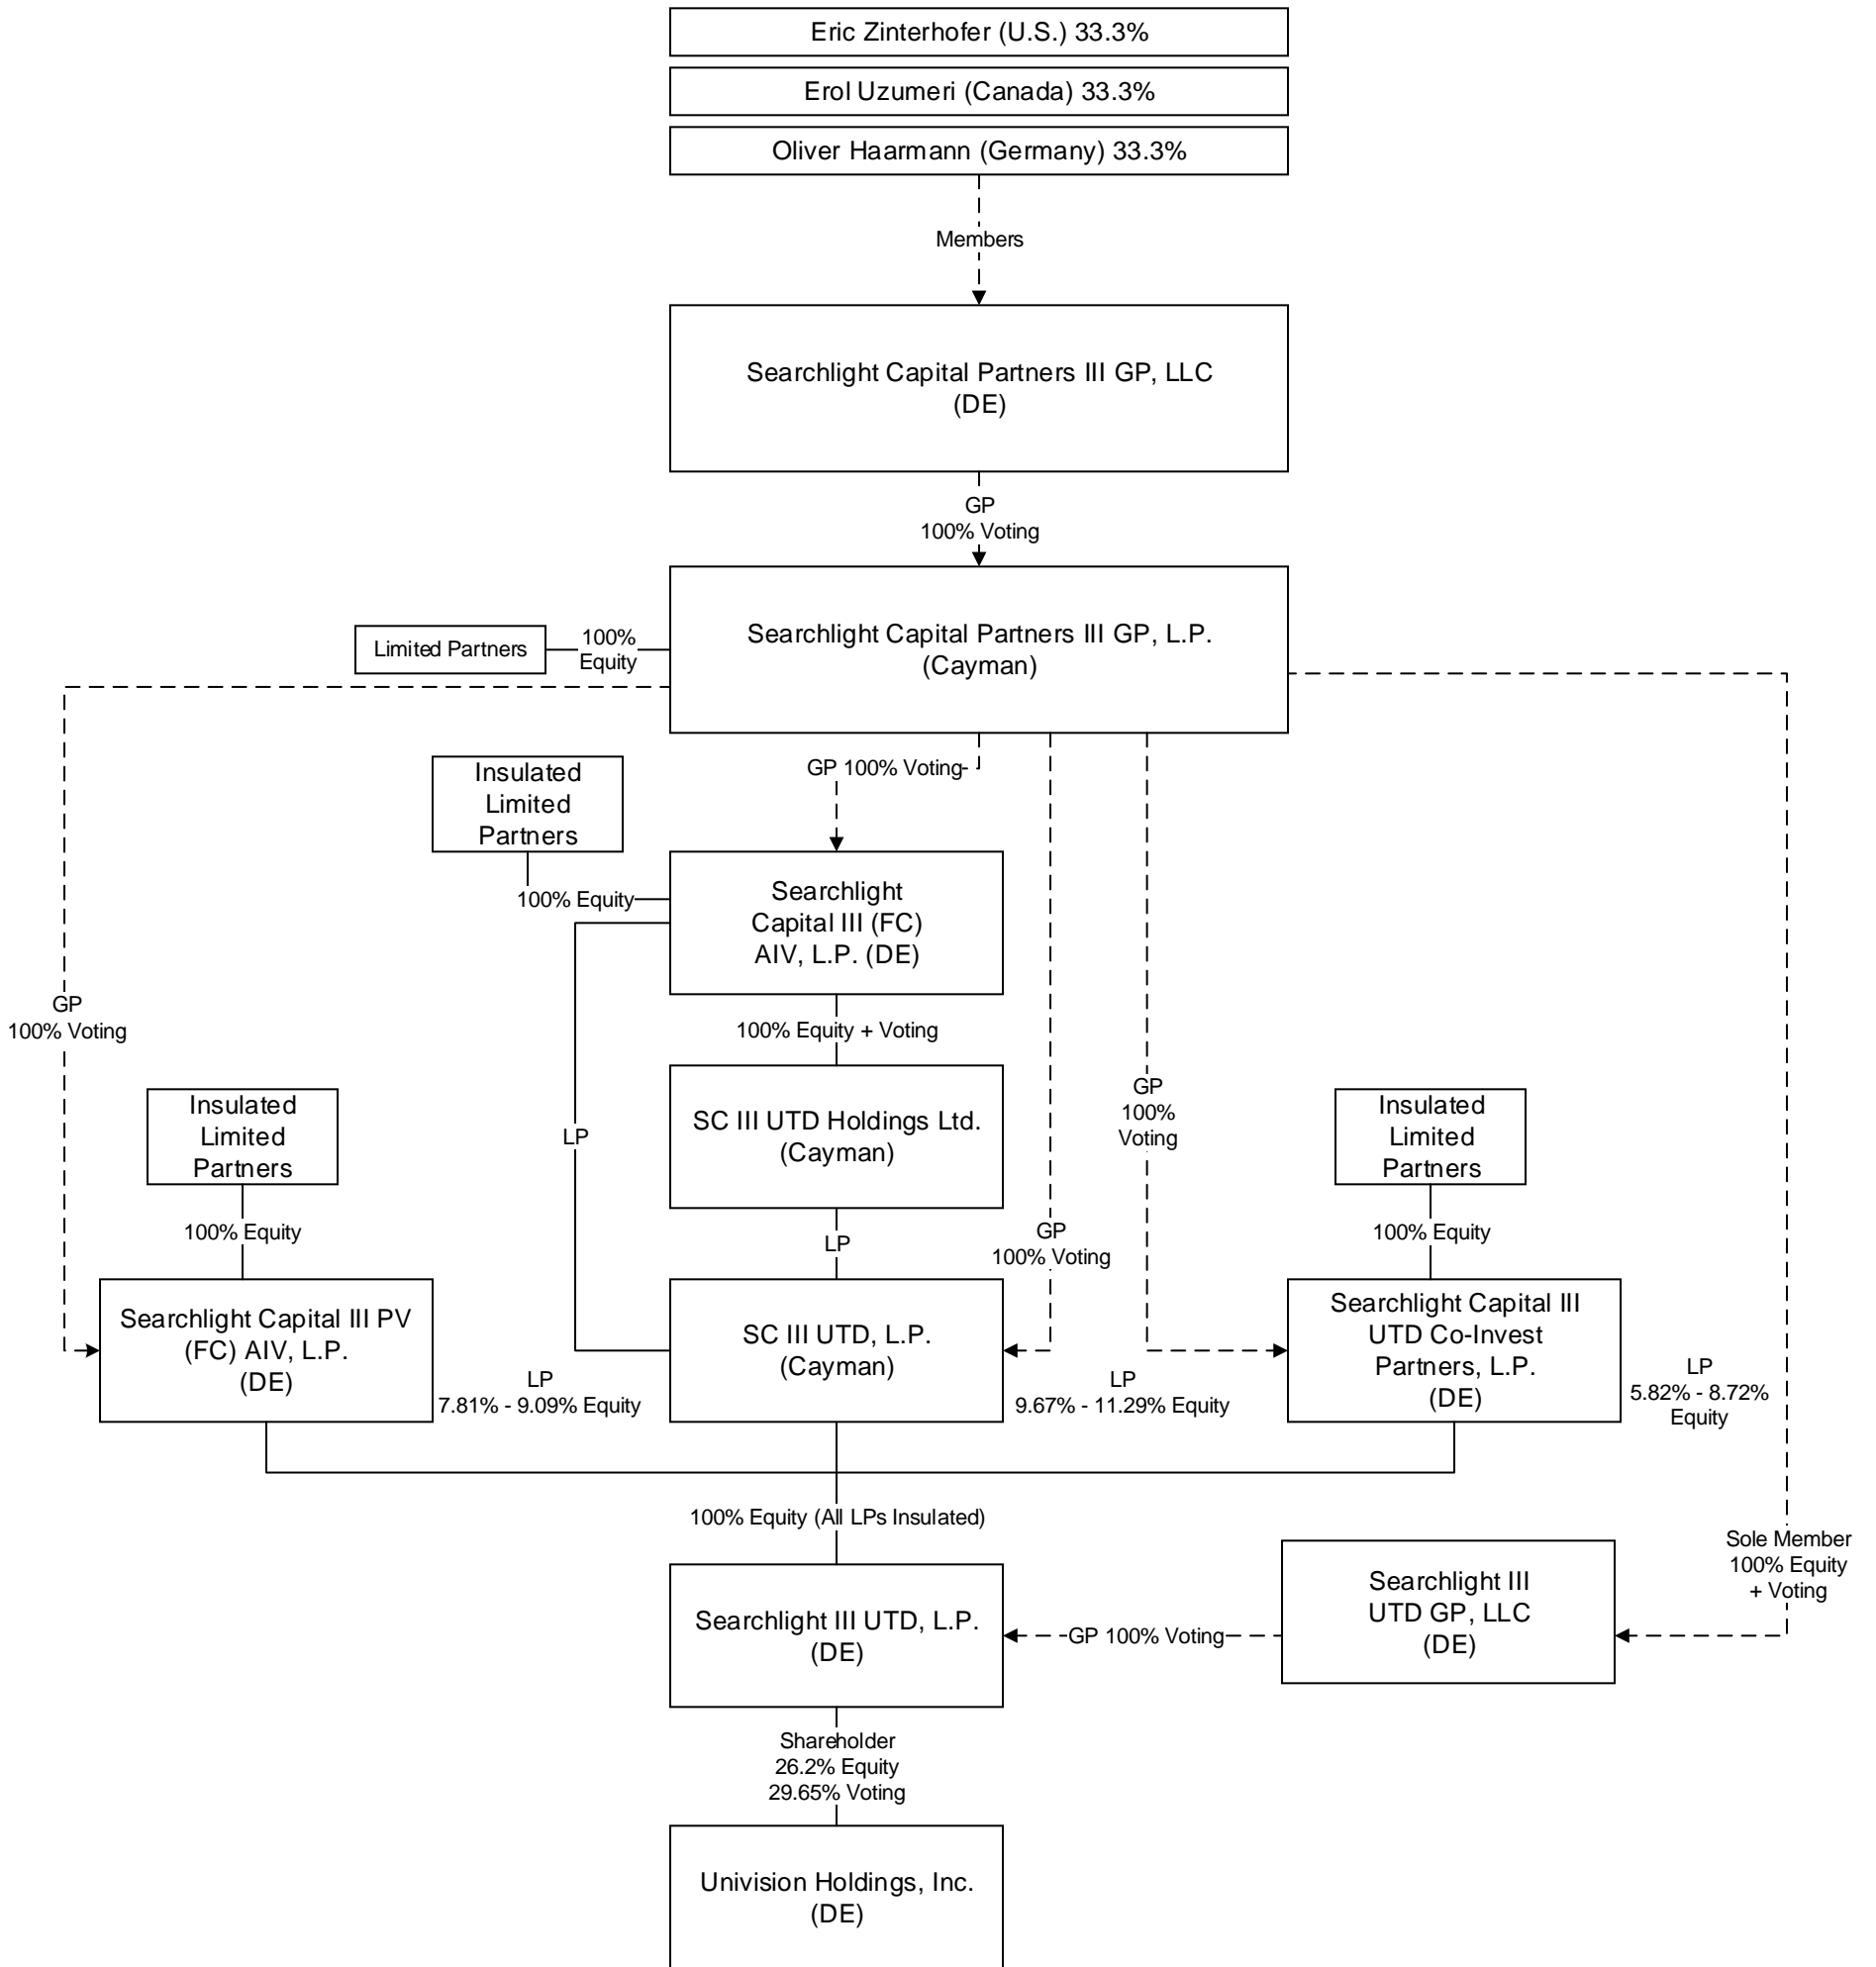 Eric Zinterhofer (U.S.) 33.3%
Erol Uzumeri (Canada) 33.3%
Oliver Haarmann (Germany) 33.3%
Members
Searchlight Capital Partners III GP, LLC
(DE)
GP
100% Voting
Searchlight Capital Partners III GP, L.P.
(Cayman)
Limited Partners
100%
Equity
GP 100% Voting
Insulated
Limited
Partners
100% Equity
Searchlight
Capital III (FC)
AIV, L.P. (DE)
GP
100% Voting
100% Equity + Voting
SC III UTD Holdings Ltd.
(Cayman)
GP
100%
Voting
Insulated
Limited
Partners
Insulated
Limited
Partners
LP
100% Equity
LP
GP
100% Voting
100% Equity
Searchlight Capital III PV
(FC) AIV, L.P.
(DE)
LP
7.81% - 9.09% Equity
SC III UTD, L.P.
(Cayman)
LP
9.67% - 11.29% Equity
Searchlight Capital III
UTD Co-Invest
Partners, L.P.
(DE)
LP
5.82% - 8.72%
Equity
100% Equity (All LPs Insulated)
Searchlight III UTD, L.P.
(DE)
GP 100% Voting
Searchlight III
UTD GP, LLC
(DE)
Sole Member
100% Equity
+ Voting
Shareholder
26.2% Equity
29.65% Voting
Univision Holdings, Inc.
(DE)